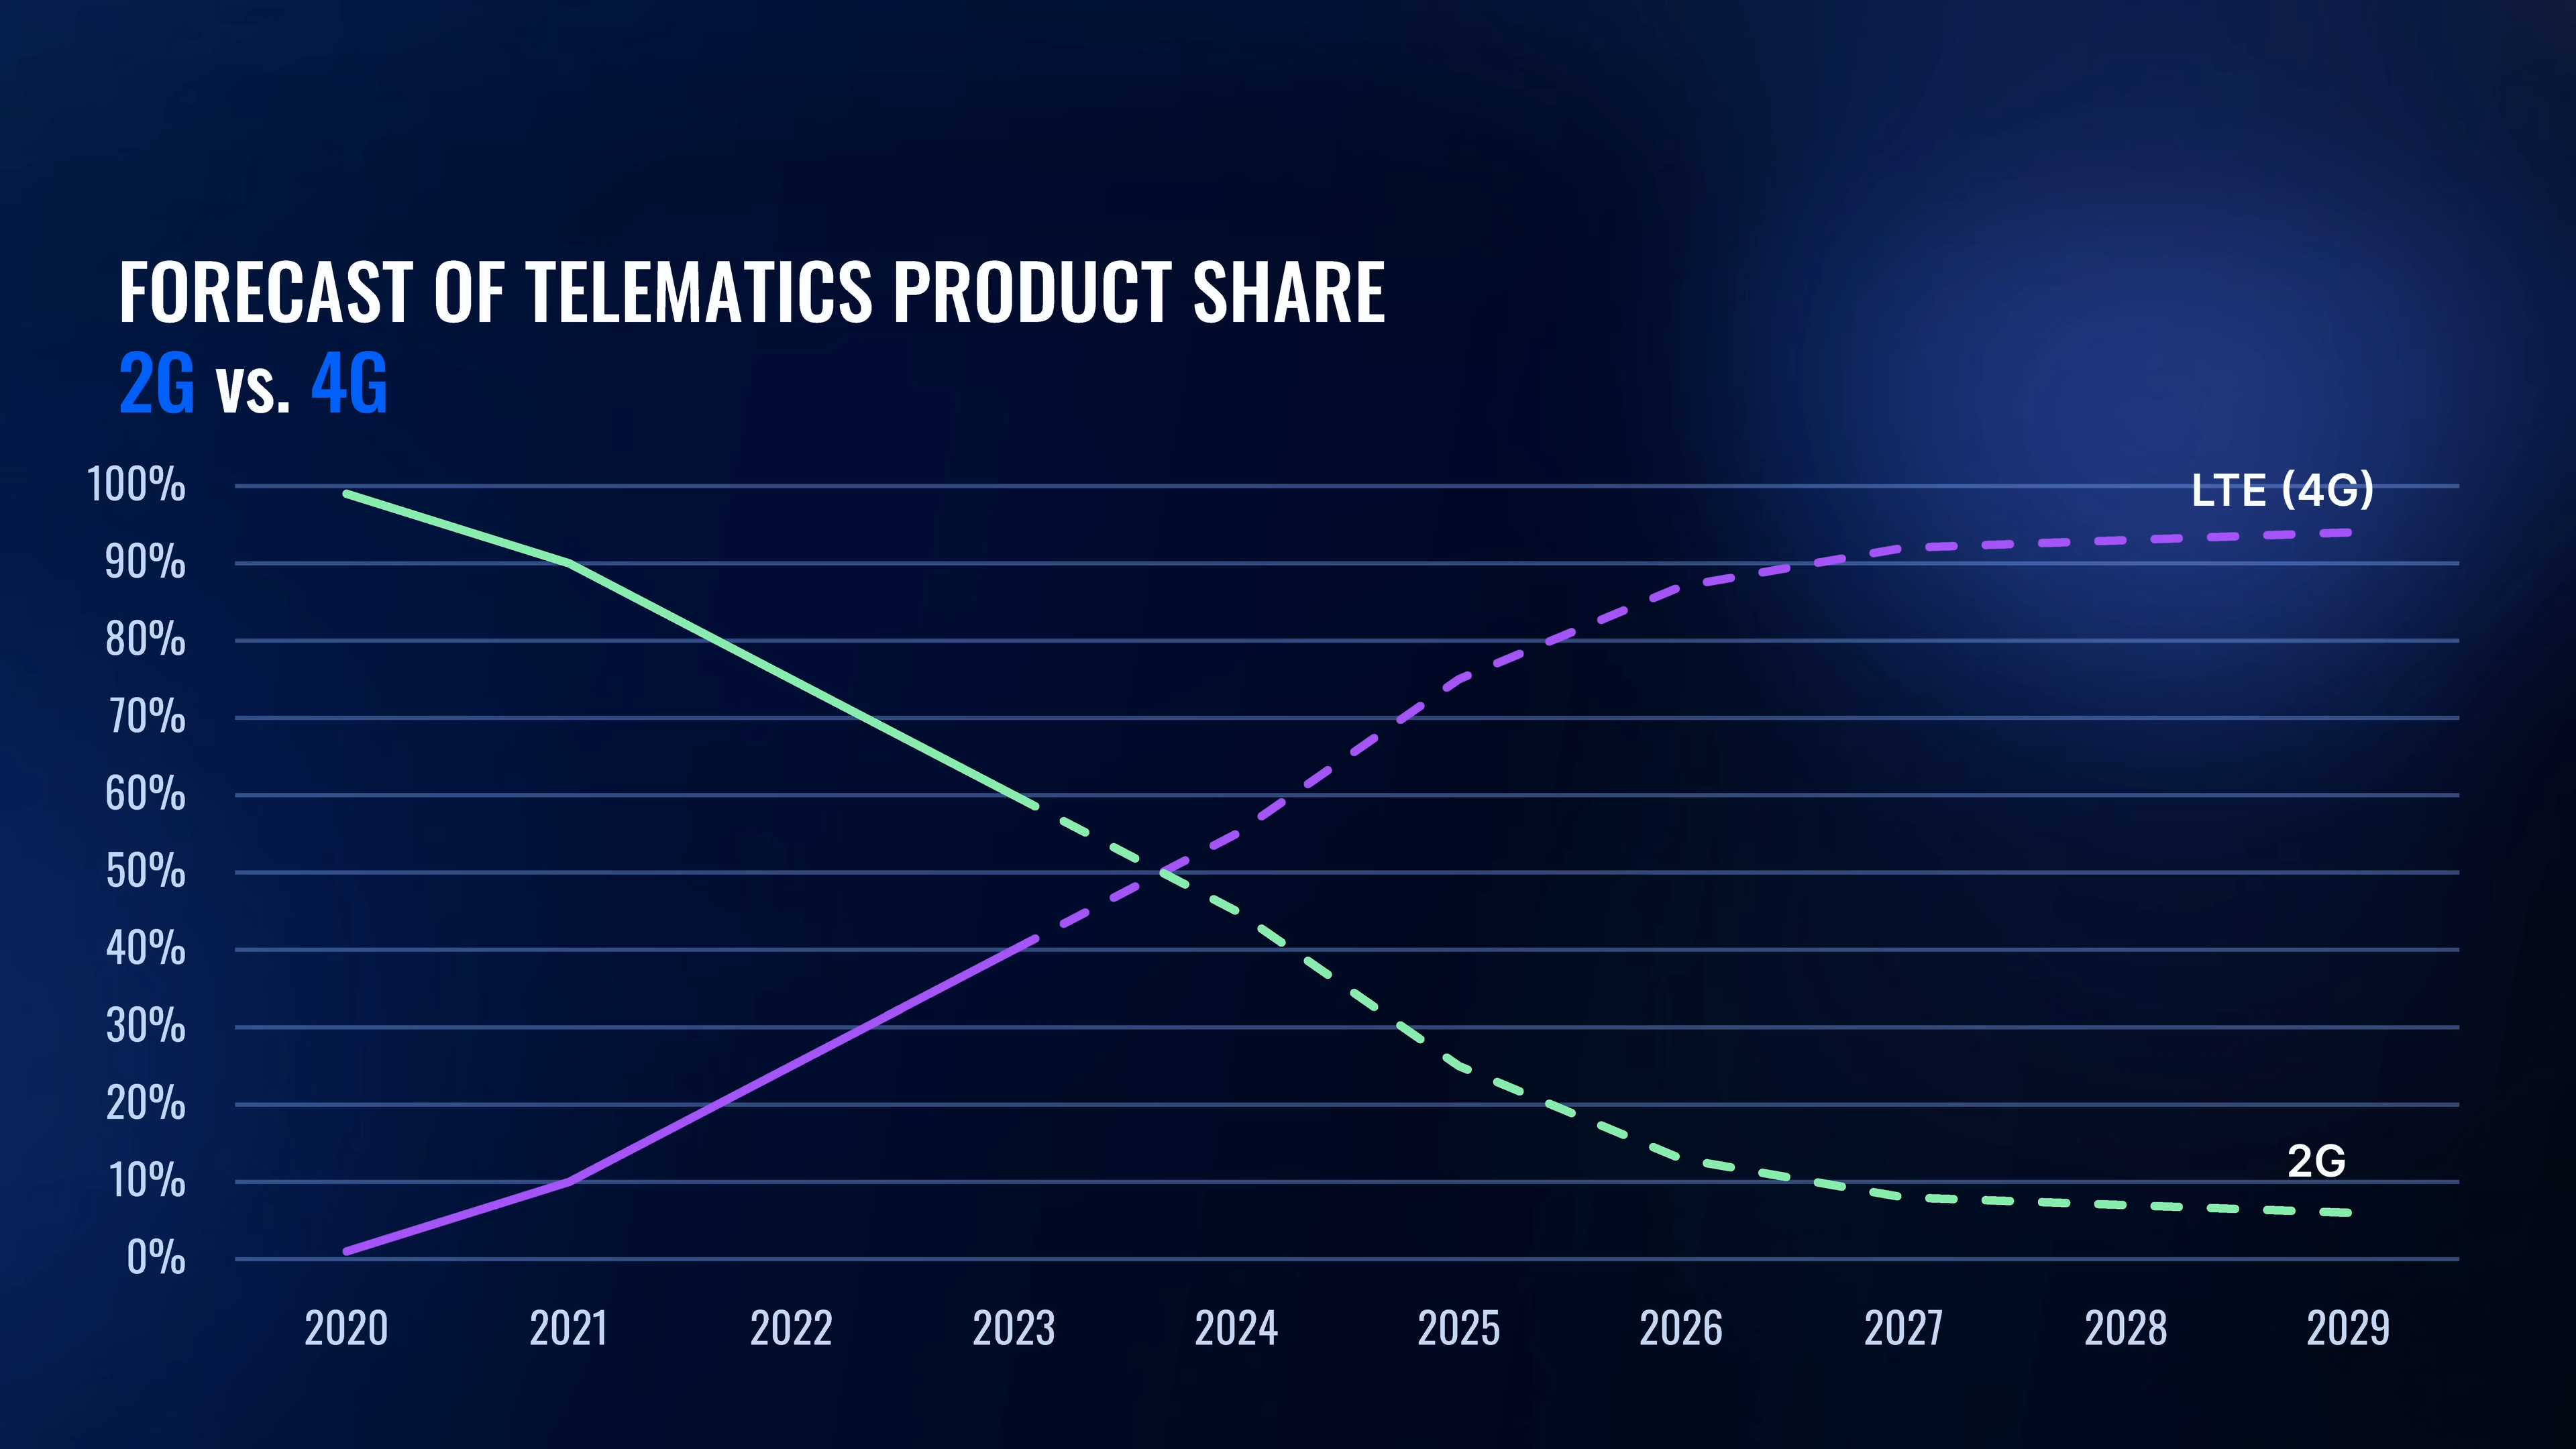 FORECAST OF TELEMATICS PRODUCT SHARE
2G vs. 4G
100%
90%
80%
70%
60%
50%
40%
30%
20%
10%
0%
LTE (4G)
2G
2020 2021 2022 2023 2024 2025 2026 2027 2028 2029